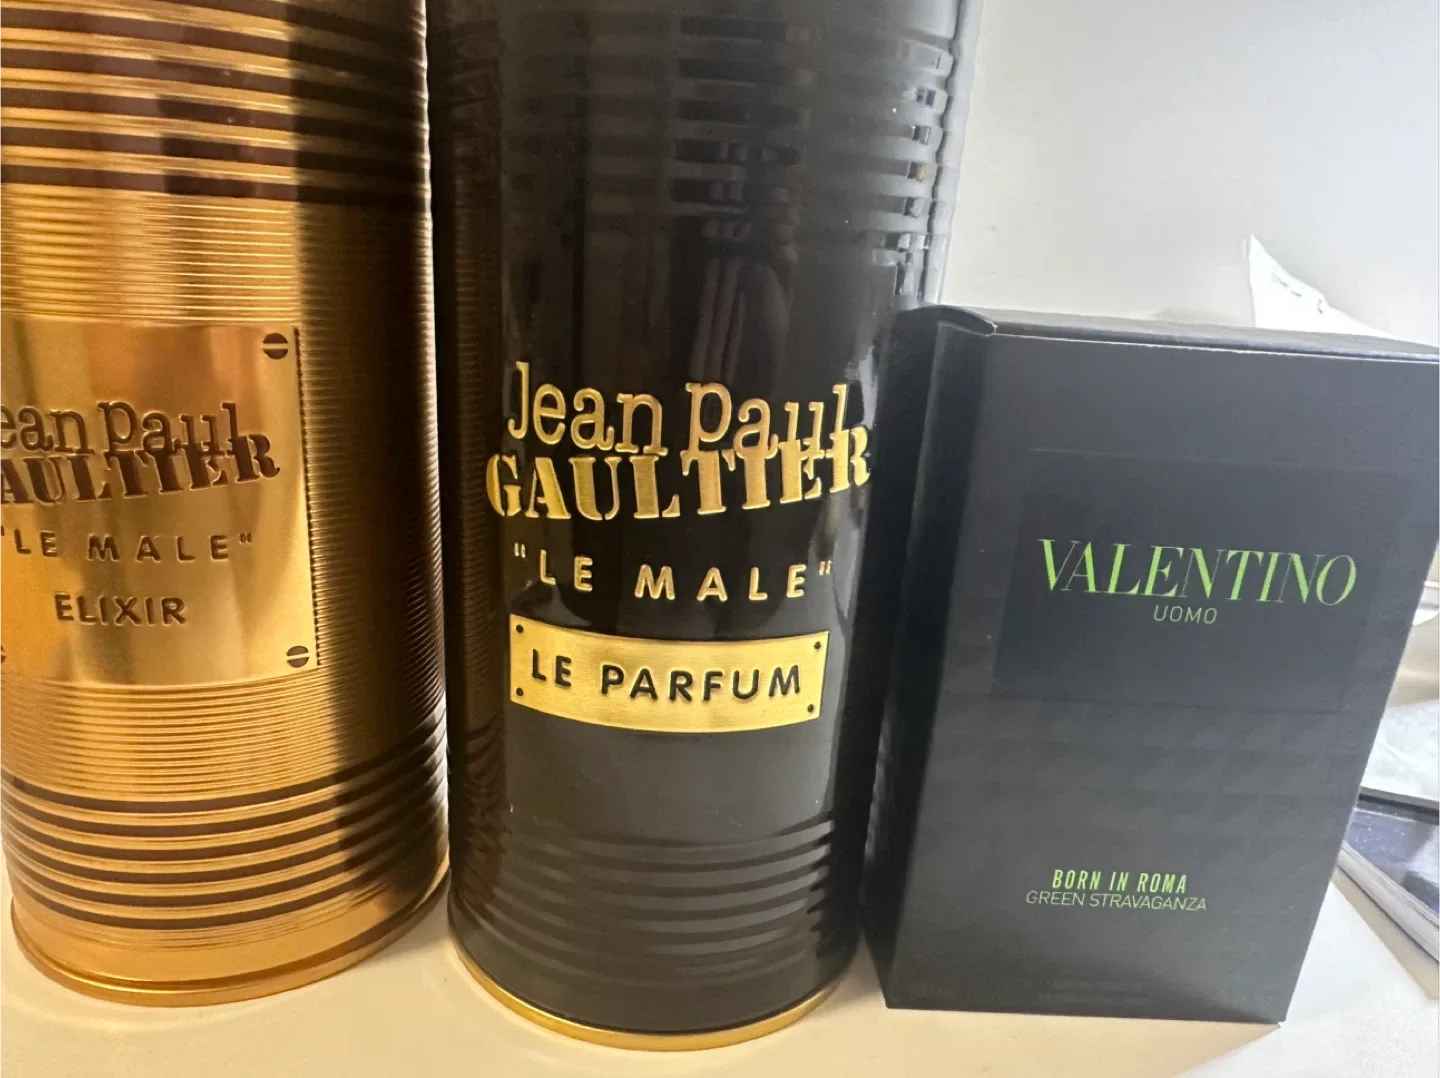 ean Paul
AULTIER
"LE MALE"
ELIXIR
Jean Paul
GAULTIER
"LE MALE"
LE PARFUM
VALENTINO
UOMO
BORN IN ROMA
GREEN STRAVAGANZA